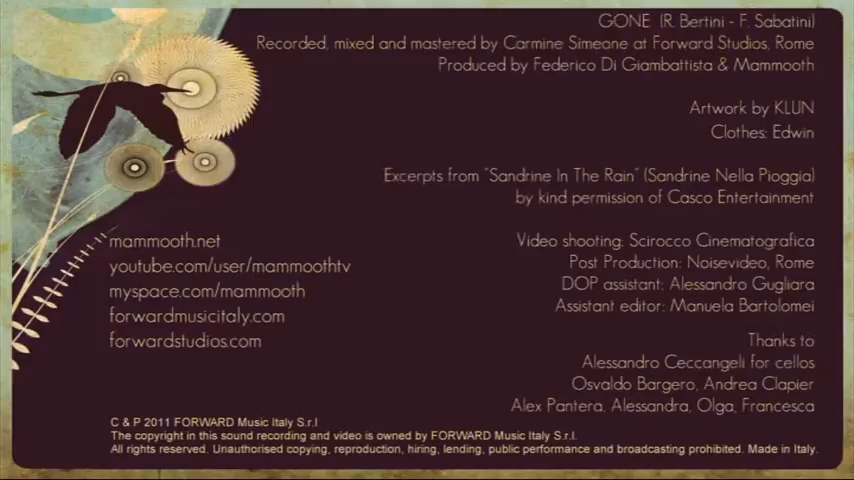 GONE (R. Bertini - F. Sabatini)
Recorded, mixed and mastered by Carmine Simeone at Forward Studios, Rome
Produced by Federico Di Giambattista & Mammooth
Artwork by KLUN
Clothes: Edwin
Excerpts from "Sandrine In The Rain" (Sandrine Nella Pioggia)
by kind permission of Casco Entertainment
Video shooting: Scirocco Cinematografica
Post Production: Noisevideo, Rome
DOP assistant: Alessandro Gugliara
Assistant editor: Manuela Bartolomei
Thanks to
Alessandro Ceccangeli for cellos
Osvaldo Bargero, Andrea Clapier
Alex Pantera, Alessandra, Olga, Francesca
mammooth.net
youtube.com/user/mammoothtv
myspace.com/mammooth
forwardmusicitaly.com
forwardstudios.com
C & P 2011 FORWARD Music Italy S.r.l
The copyright in this sound recording and video is owned by FORWARD Music Italy S.r.l.
All rights reserved. Unauthorised copying, reproduction, hiring, lending, public performance and broadcasting prohibited. Made in Italy.